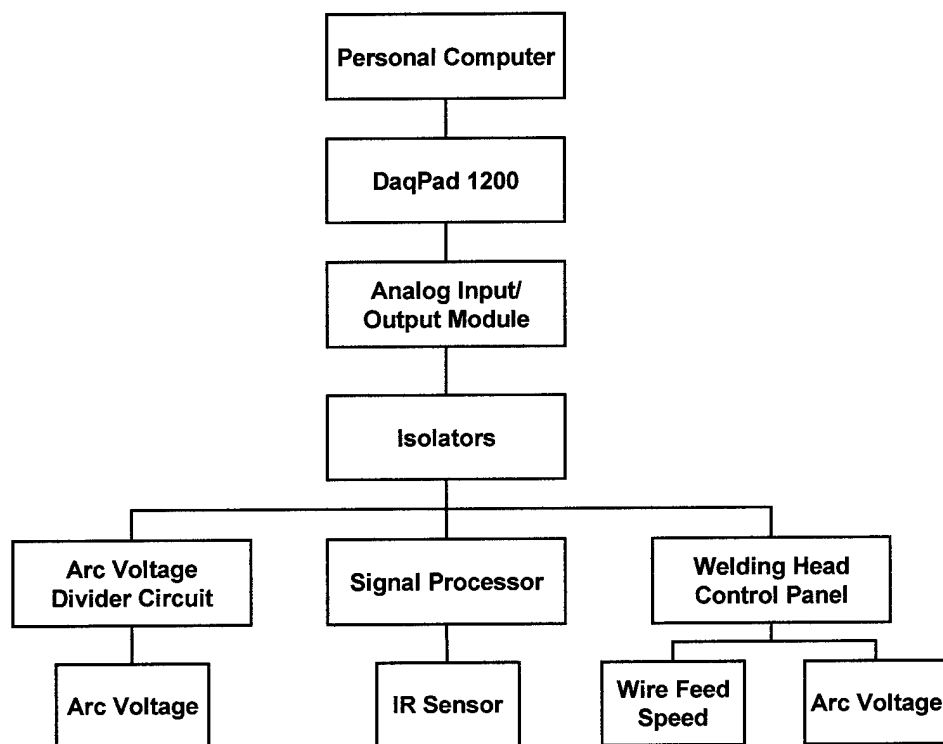 Personal Computer
DaqPad 1200
Analog Input/
Output Module
Isolators
Arc Voltage
Divider Circuit
Signal Processor
Welding Head
Control Panel
Arc Voltage
IR Sensor
Wire Feed
Speed
Arc Voltage